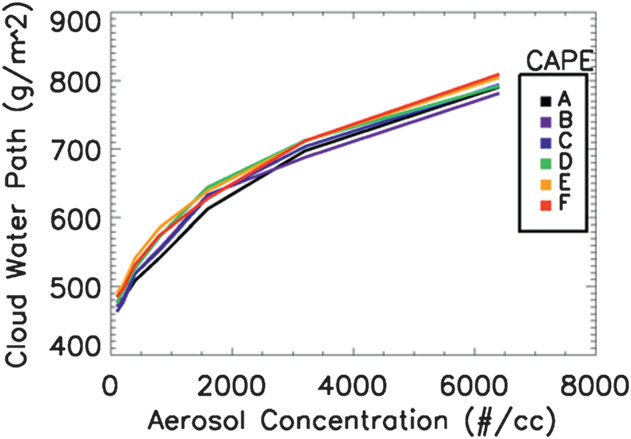 900
800
700
600
500
400
Cloud Water Path (g/m^2)
CAPE
A
B
C
D
E
F
0 2000 4000 6000 8000
Aerosol Concentration (#/cc)